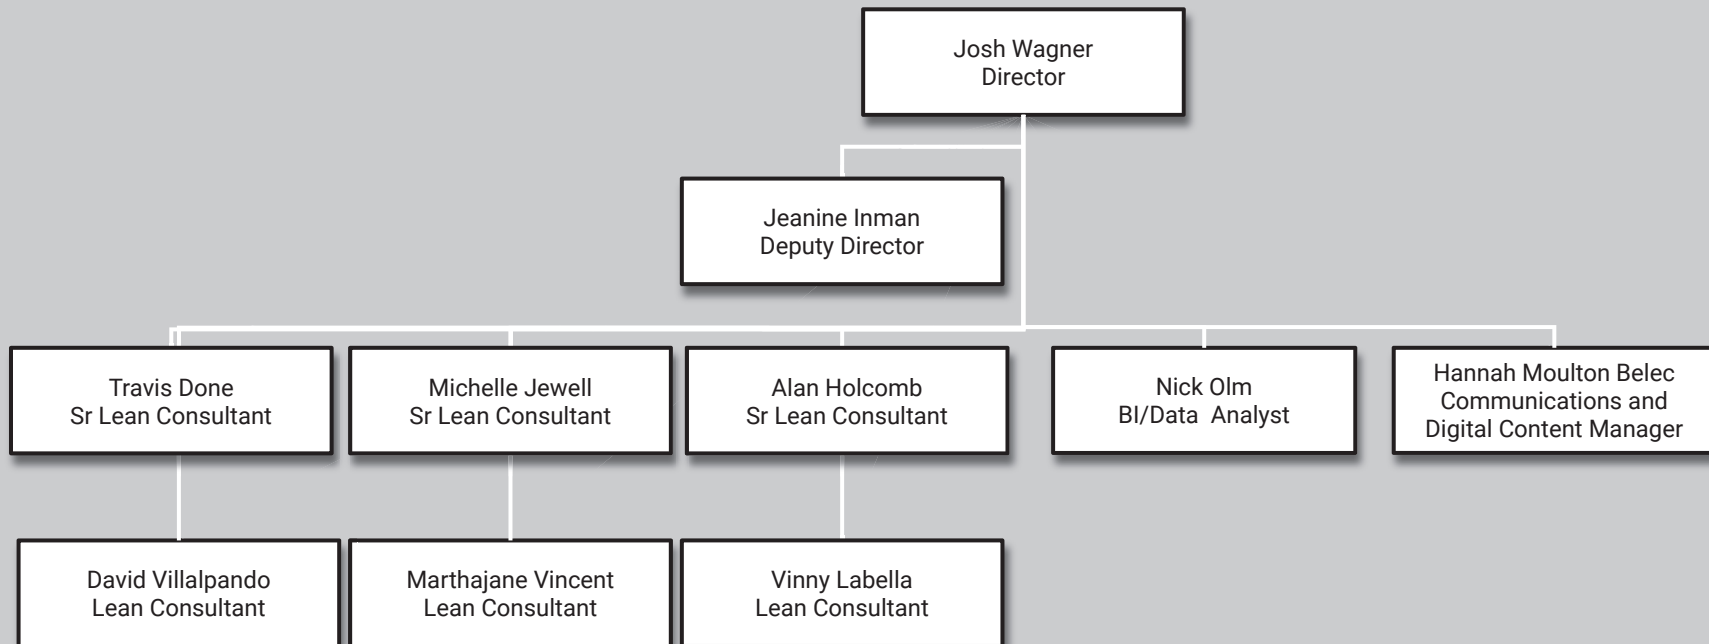 Josh Wagner
Director
Jeanine Inman
Deputy Director
Travis Done
Sr Lean Consultant
Michelle Jewell
Sr Lean Consultant
Alan Holcomb
Sr Lean Consultant
Nick Olm
BI/Data  Analyst
Hannah Moulton Belec
Communications and
Digital Content Manager
David Villalpando
Lean Consultant
Marthajane Vincent
Lean Consultant
Vinny Labella
Lean Consultant